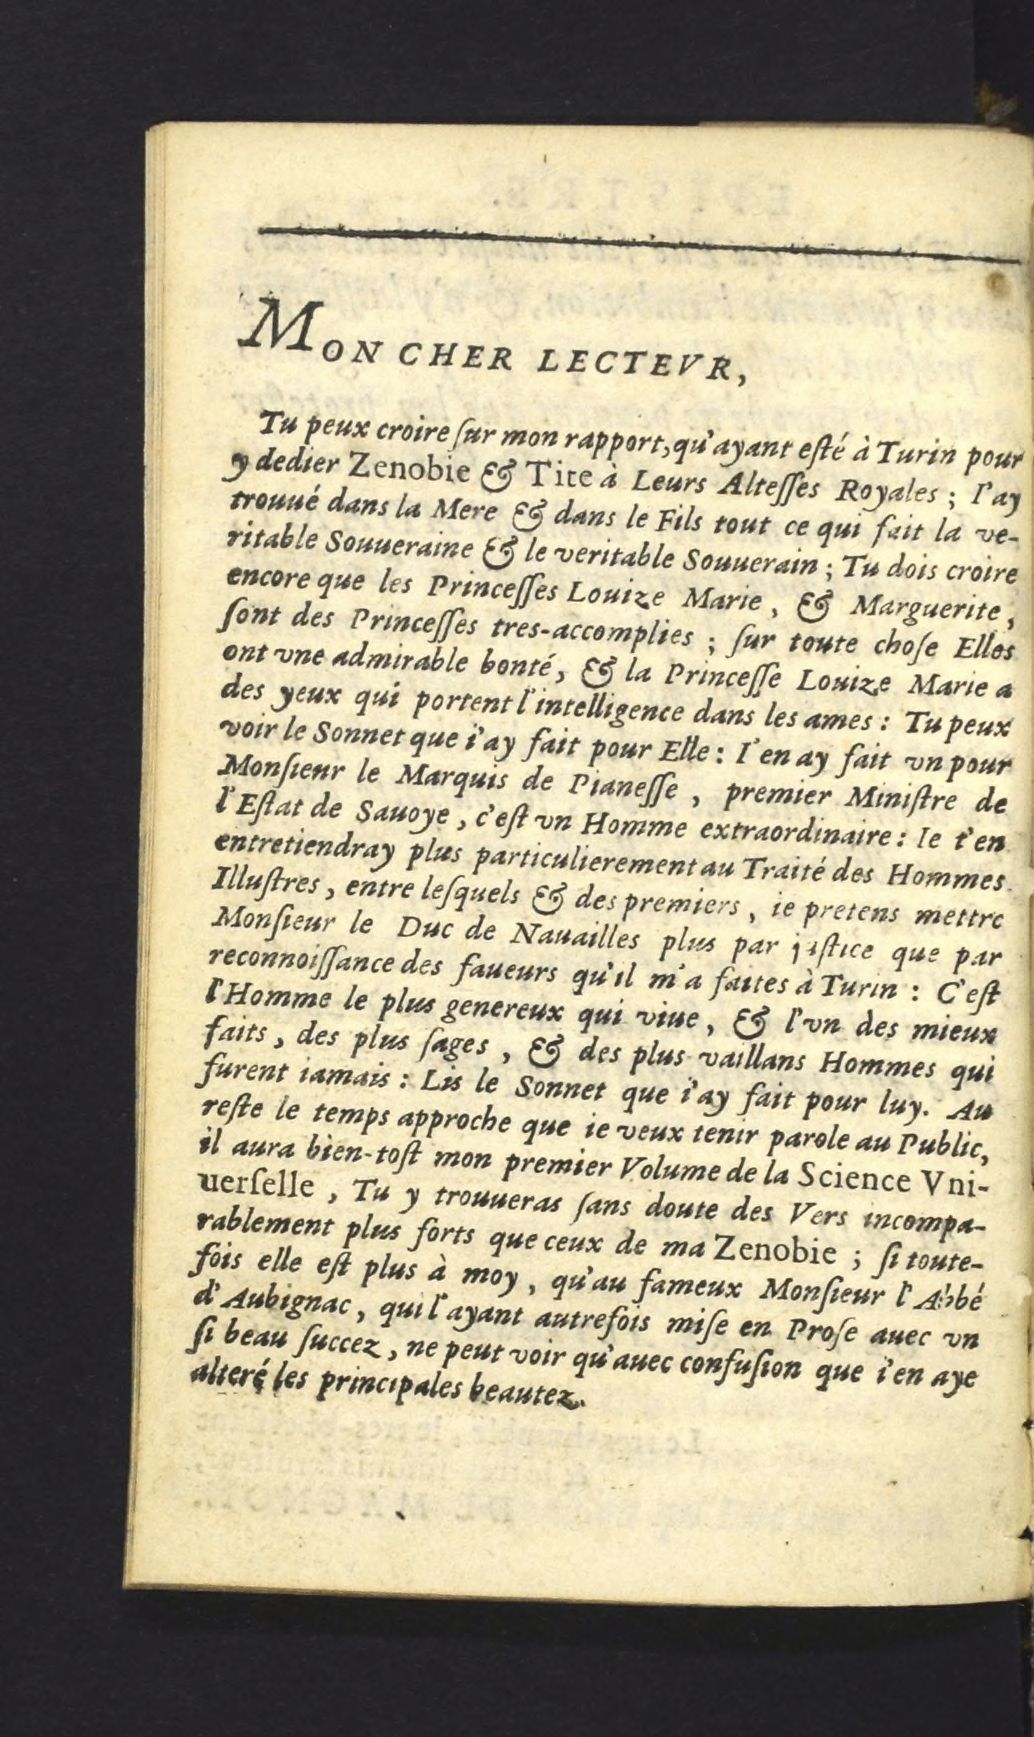 MON CHER LECTEVR,
Tu peux croire ſur mon rapport, qu'ayant eſté à Turin pour
y dedier Zenobie & Tite à Leurs Alteſſes Royales ; I'ay
trouué dans la Mere & dans le Fils tout ce qui fait la ve-
ritable Souueraine & le veritable Souuerain ; Tu dois croire
encore que les Princeſſes Louize Marie , & Marguerite ,
ſont des Princeſſes tres-accomplies ; ſur toute choſe Elles
ont vne admirable bonté, & la Princeſſe Louize Marie a
des yeux qui portent l'intelligence dans les ames : Tu peux
voir le Sonnet que i'ay fait pour Elle : I'en ay fait vn pour
Monſieur le Marquis de Pianeſſe , premier Miniſtre de
l'Eſtat de Sauoye , c'eſt vn Homme extraordinaire : Ie t'en
entretiendray plus particulierement au Traité des Hommes
Illuſtres , entre leſquels & des premiers , ie pretens mettre
Monſieur le Duc de Nauailles plus par iuſtice que par
reconnoiſſance des faueurs qu'il m'a faites à Turin : C'eſt
l'Homme le plus genereux qui viue , & l'vn des mieux
faits , des plus ſages , & des plus vaillans Hommes qui
furent iamais : Lis le Sonnet que i'ay fait pour luy. Au
reſte le temps approche que ie veux tenir parole au Public,
il aura bien-toſt mon premier Volume de la Science Vni-
uerſelle , Tu y trouueras ſans doute des Vers incompa-
rablement plus forts que ceux de ma Zenobie ; ſi toute-
fois elle eſt plus à moy , qu'au fameux Monſieur l'Abbé
d'Aubignac, qui l'ayant autrefois miſe en Proſe auec vn
ſi beau ſuccez , ne peut voir qu'auec confuſion que i'en aye
alteré les principales beautez.